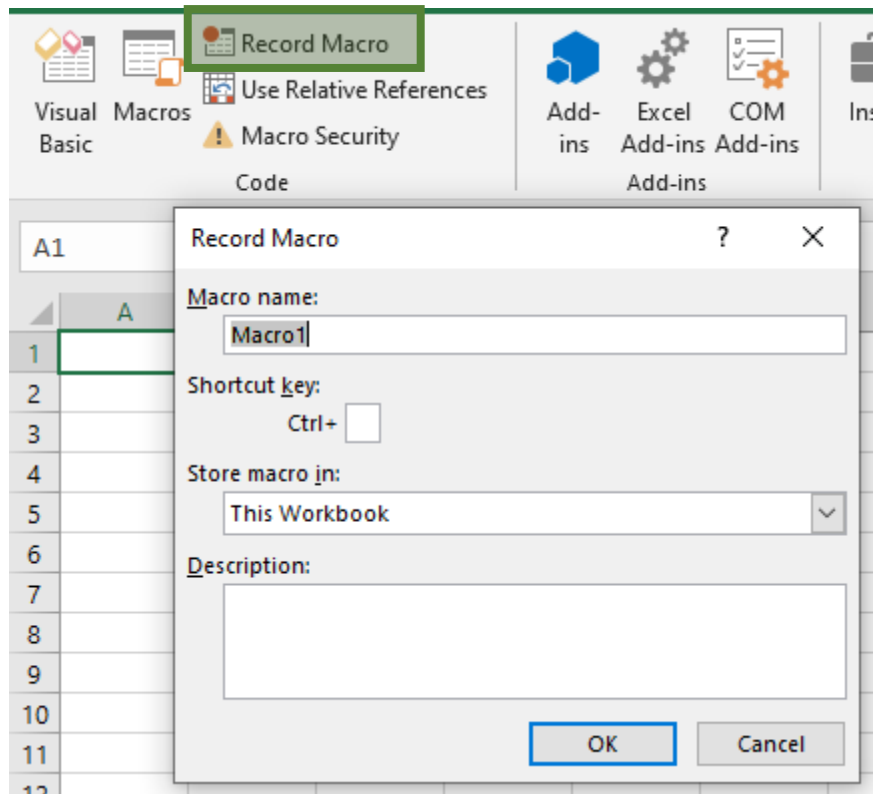 Record Macro
Use Relative References
Macro Security
Visual Basic
Macros
Code
Add-ins
Excel Add-ins
COM Add-ins
Add-ins
A1
Record Macro ? ×
A
Macro name:
Macro1
Shortcut key:
Ctrl+
Store macro in:
This Workbook
Description:
OK Cancel
1
2
3
4
5
6
7
8
9
10
11